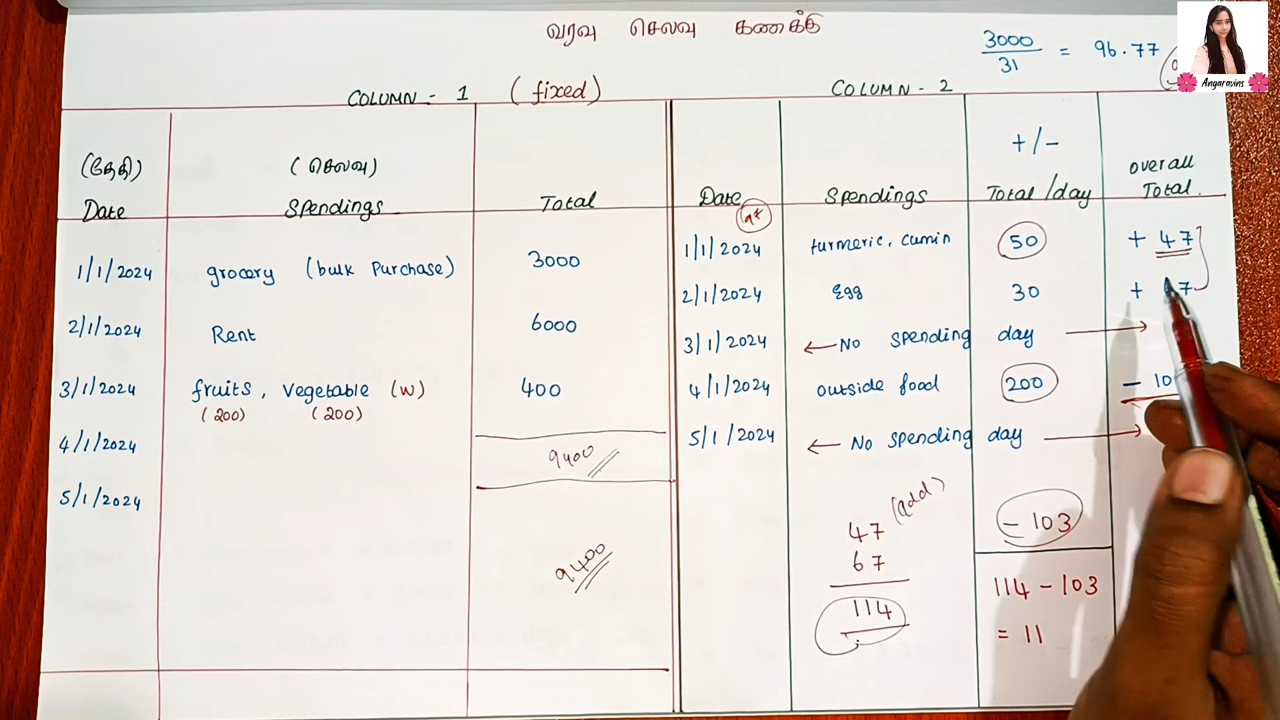 வரவு செலவு கணக்கு
3000/31 = 96.77
Angaravins
COLUMN - 1 (fixed)
(தேதி) Date (செலவு) Spendings Total
1/1/2024 grocery (bulk Purchase) 3000
2/1/2024 Rent 6000
3/1/2024 fruits, vegetable (w) 400
(200) (200)
4/1/2024
9400
5/1/2024
9400
COLUMN - 2
Date Spendings +/- Total/day overall Total.
1/1/2024 turmeric, cumin 50 + 47
2/1/2024 Egg 30 + 7
3/1/2024 No spending day
4/1/2024 outside food 200 - 10
5/1/2024 No spending day
47 (add)
67
114
- 103
114 - 103
= 11